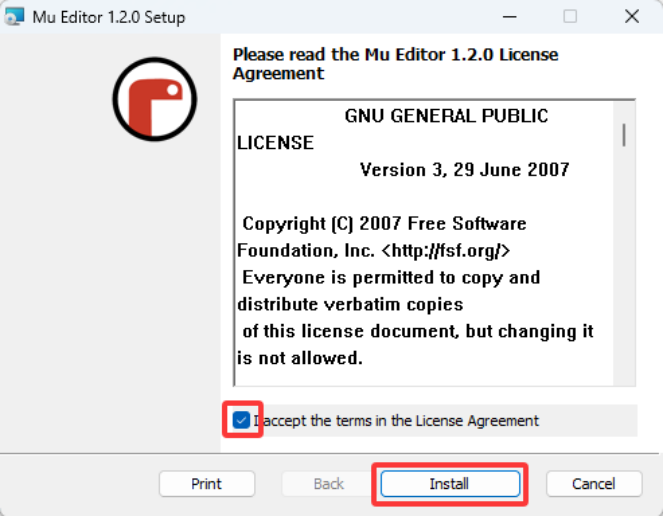 Mu Editor 1.2.0 Setup
Please read the Mu Editor 1.2.0 License
Agreement
GNU GENERAL PUBLIC
LICENSE
Version 3, 29 June 2007
Copyright (C) 2007 Free Software
Foundation, Inc. <http://fsf.org/>
Everyone is permitted to copy and
distribute verbatim copies
of this license document, but changing it
is not allowed.
I accept the terms in the License Agreement
Print
Back
Install
Cancel